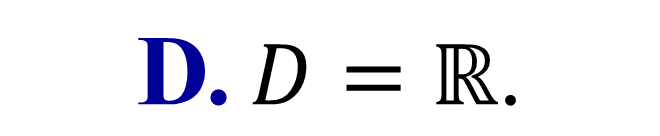 D. D = ℝ.